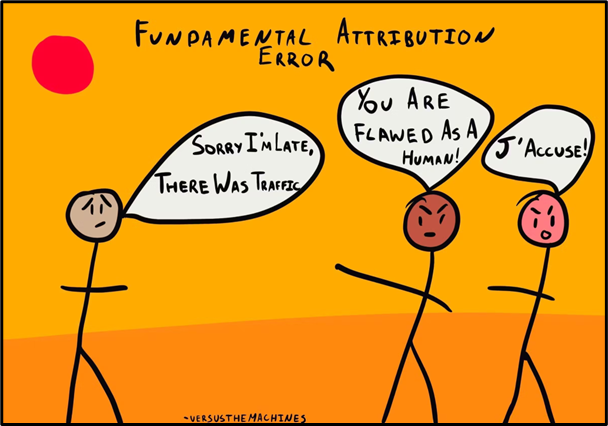 FUNDAMENTAL ATTRIBUTION
ERROR
SORRY I'M LATE,
THERE WAS TRAFFIC
YOU ARE
FLAWED AS A
HUMAN!
J'ACCUSE!
-VERSUSTHEMACHINES